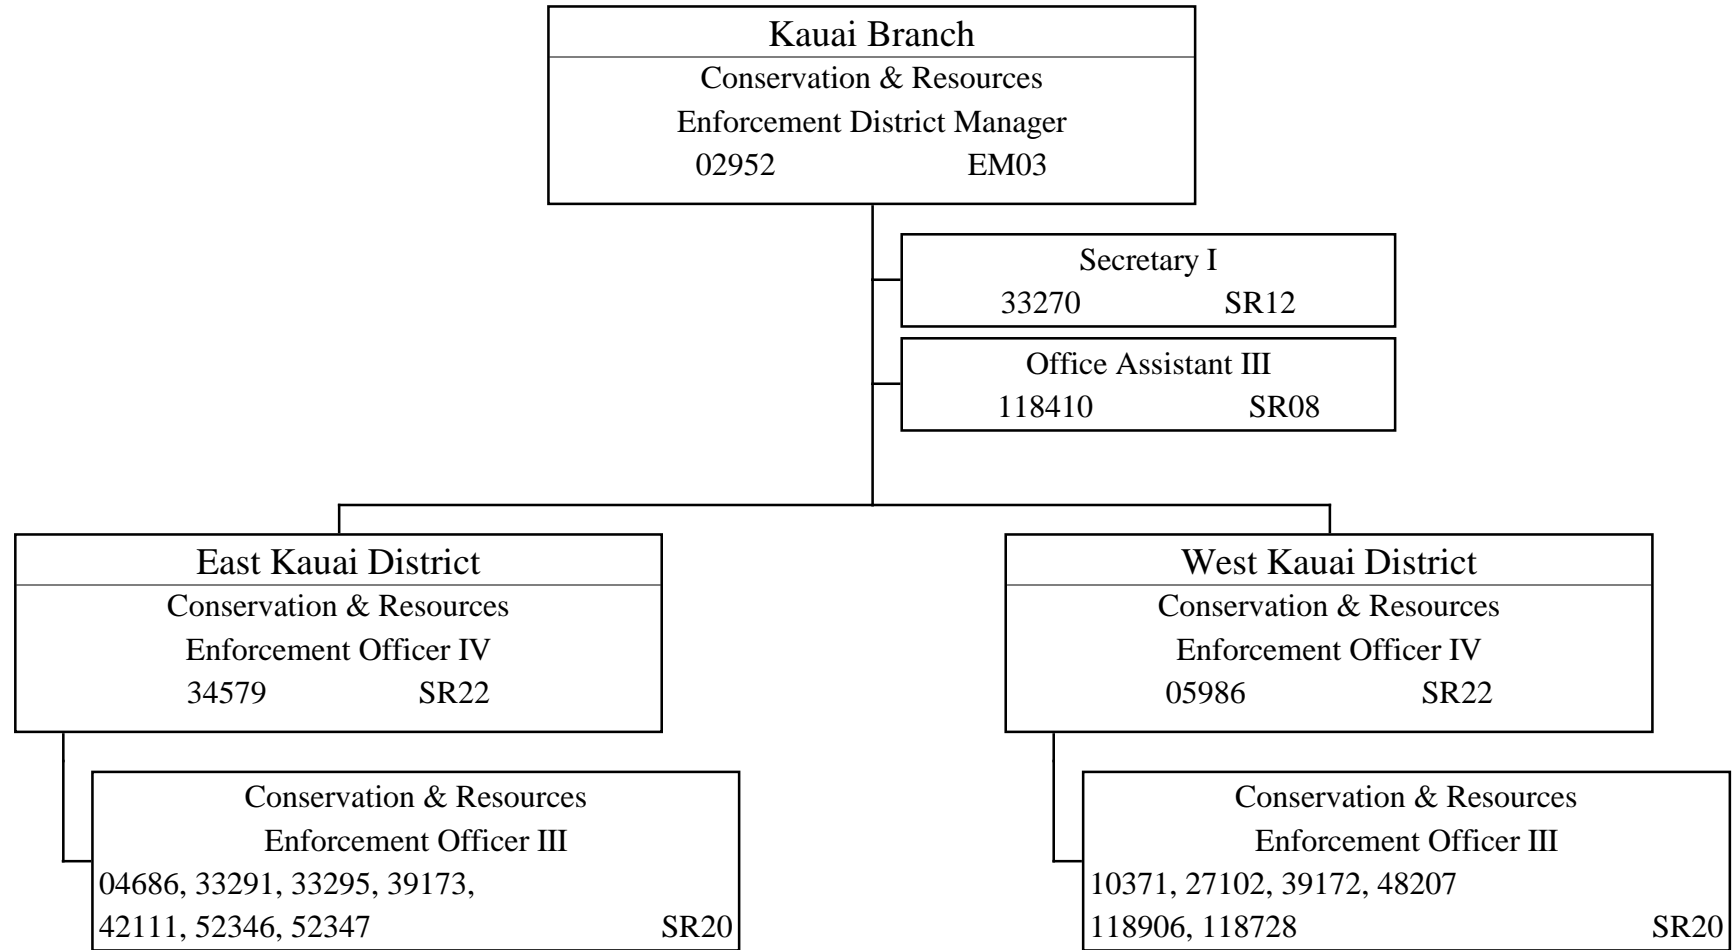 Kauai Branch
Conservation & Resources
Enforcement District Manager
02952 EM03
Secretary I
33270 SR12
Office Assistant III
118410 SR08
East Kauai District
Conservation & Resources
Enforcement Officer IV
34579 SR22
Conservation & Resources
Enforcement Officer III
04686, 33291, 33295, 39173,
42111, 52346, 52347 SR20
West Kauai District
Conservation & Resources
Enforcement Officer IV
05986 SR22
Conservation & Resources
Enforcement Officer III
10371, 27102, 39172, 48207
118906, 118728 SR20